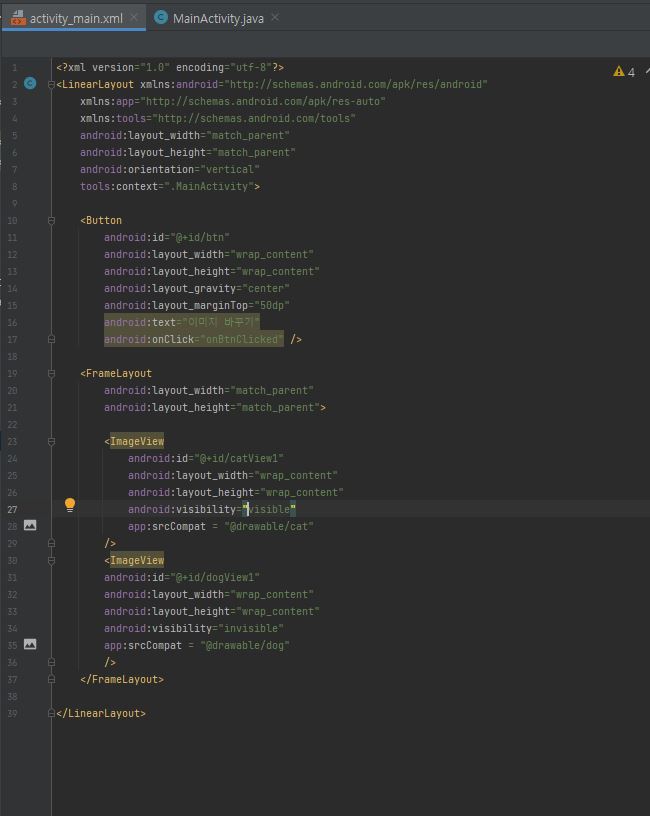 activity_main.xml MainActivity.java
4
1 <?xml version="1.0" encoding="utf-8"?>
2 <LinearLayout xmlns:android="http://schemas.android.com/apk/res/android"
3 xmlns:app="http://schemas.android.com/apk/res-auto"
4 xmlns:tools="http://schemas.android.com/tools"
5 android:layout_width="match_parent"
6 android:layout_height="match_parent"
7 android:orientation="vertical"
8 tools:context=".MainActivity">
9
10 <Button
11 android:id="@+id/btn"
12 android:layout_width="wrap_content"
13 android:layout_height="wrap_content"
14 android:layout_gravity="center"
15 android:layout_marginTop="50dp"
16 android:text="이미지 바꾸기"
17 android:onClick="onBtnClicked" />
18
19 <FrameLayout
20 android:layout_width="match_parent"
21 android:layout_height="match_parent">
22
23 <ImageView
24 android:id="@+id/catView1"
25 android:layout_width="wrap_content"
26 android:layout_height="wrap_content"
27 android:visibility="visible"
28 app:srcCompat = "@drawable/cat"
29 />
30 <ImageView
31 android:id="@+id/dogView1"
32 android:layout_width="wrap_content"
33 android:layout_height="wrap_content"
34 android:visibility="invisible"
35 app:srcCompat = "@drawable/dog"
36 />
37 </FrameLayout>
38
39 </LinearLayout>